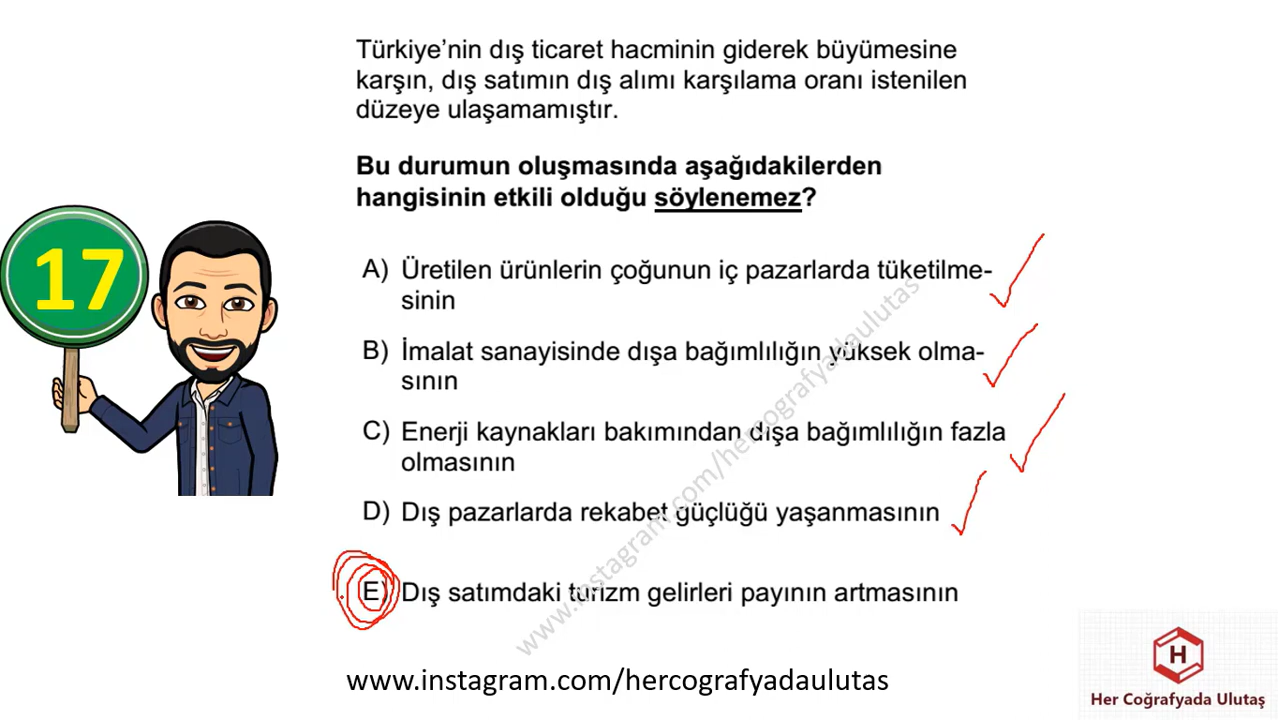 Türkiye'nin dış ticaret hacminin giderek büyümesine
karşın, dış satımın dış alımı karşılama oranı istenilen
düzeye ulaşamamıştır.
Bu durumun oluşmasında aşağıdakilerden
hangisinin etkili olduğu söylenemez?
17
A) Üretilen ürünlerin çoğunun iç pazarlarda tüketilme-
sinin
B) İmalat sanayisinde dışa bağımlılığın yüksek olma-
sının
C) Enerji kaynakları bakımından dışa bağımlılığın fazla
olmasının
D) Dış pazarlarda rekabet güçlüğü yaşanmasının
E) Dış satımdaki turizm gelirleri payının artmasının
www.instagram.com/hercografyadaulutas
www.instagram.com/hercografyadaulutas
H
Her Coğrafyada Ulutaş